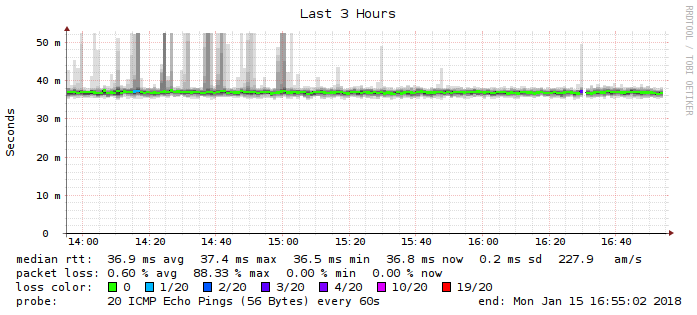 Last 3 Hours
RRDTOOL / TOBI OETIKER
Seconds
50 m
40 m
30 m
20 m
10 m
0
14:00 14:20 14:40 15:00 15:20 15:40 16:00 16:20 16:40
median rtt: 36.9 ms avg 37.4 ms max 36.5 ms min 36.8 ms now 0.2 ms sd 227.9 am/s
packet loss: 0.60 % avg 88.33 % max 0.00 % min 0.00 % now
loss color: 0 1/20 2/20 3/20 4/20 10/20 19/20
probe: 20 ICMP Echo Pings (56 Bytes) every 60s end: Mon Jan 15 16:55:02 2018